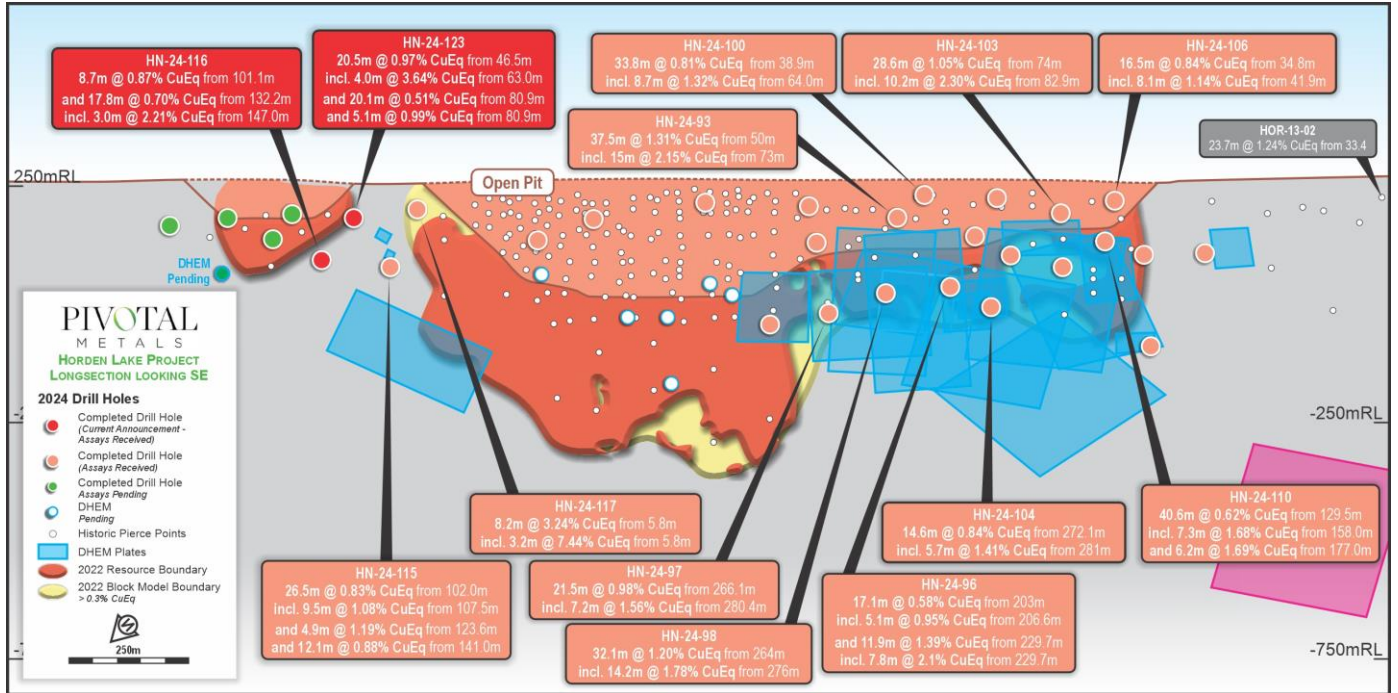 HN-24-116
8.7m @ 0.87% CuEq from 101.1m
and 17.8m @ 0.70% CuEq from 132.2m
incl. 3.0m @ 2.21% CuEq from 147.0m
HN-24-123
20.5m @ 0.97% CuEq from 46.5m
incl. 4.0m @ 3.64% CuEq from 63.0m
and 20.1m @ 0.51% CuEq from 80.9m
and 5.1m @ 0.99% CuEq from 80.9m
HN-24-100
33.8m @ 0.81% CuEq from 38.9m
incl. 8.7m @ 1.32% CuEq from 64.0m
HN-24-103
28.6m @ 1.05% CuEq from 74m
incl. 10.2m @ 2.30% CuEq from 82.9m
HN-24-106
16.5m @ 0.84% CuEq from 34.8m
incl. 8.1m @ 1.14% CuEq from 41.9m
HN-24-93
37.5m @ 1.31% CuEq from 50m
incl. 15m @ 2.15% CuEq from 73m
HOR-13-02
23.7m @ 1.24% CuEq from 33.4
250mRL
250mRL
Open Pit
DHEM
Pending
PIVOTAL
METALS
HORDEN LAKE PROJECT
LONGSECTION LOOKING SE
2024 Drill Holes
Completed Drill Hole
(Current Announcement -
Assays Received)
Completed Drill Hole
(Assays Received)
Completed Drill Hole
Assays Pending
DHEM
Pending
Historic Pierce Points
DHEM Plates
2022 Resource Boundary
2022 Block Model Boundary
> 0.3% CuEq
250m
-250mRL
HN-24-117
8.2m @ 3.24% CuEq from 5.8m
incl. 3.2m @ 7.44% CuEq from 5.8m
HN-24-104
14.6m @ 0.84% CuEq from 272.1m
incl. 5.7m @ 1.41% CuEq from 281m
HN-24-110
40.6m @ 0.62% CuEq from 129.5m
incl. 7.3m @ 1.68% CuEq from 158.0m
and 6.2m @ 1.69% CuEq from 177.0m
HN-24-115
26.5m @ 0.83% CuEq from 102.0m
incl. 9.5m @ 1.08% CuEq from 107.5m
and 4.9m @ 1.19% CuEq from 123.6m
and 12.1m @ 0.88% CuEq from 141.0m
HN-24-97
21.5m @ 0.98% CuEq from 266.1m
incl. 7.2m @ 1.56% CuEq from 280.4m
HN-24-96
17.1m @ 0.58% CuEq from 203m
incl. 5.1m @ 0.95% CuEq from 206.6m
and 11.9m @ 1.39% CuEq from 229.7m
incl. 7.8m @ 2.1% CuEq from 229.7m
HN-24-98
32.1m @ 1.20% CuEq from 264m
incl. 14.2m @ 1.78% CuEq from 276m
-750mRL